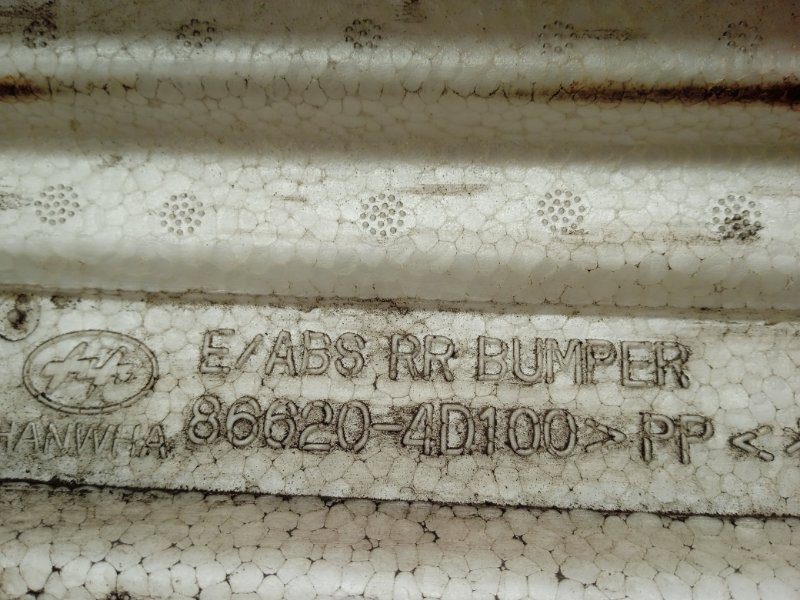 E/ABS RR BUMPER
HANWHA 86620-4D100 >PP<